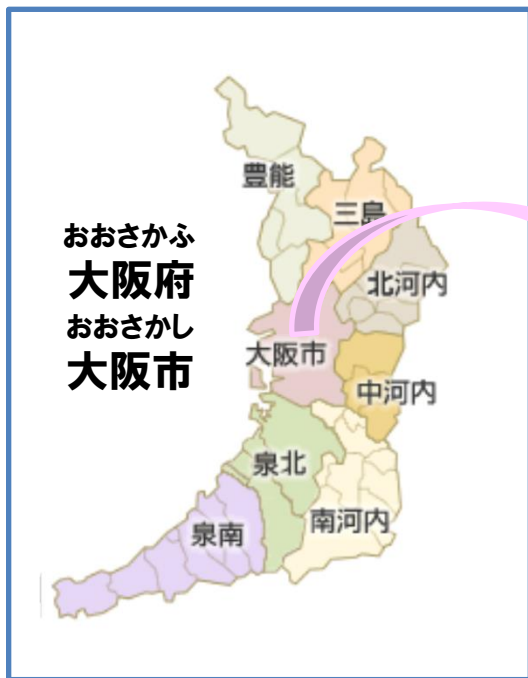 おおさかふ
大阪府
おおさかし
大阪市
豊能
三島
北河内
大阪市
中河内
泉北
南河内
泉南